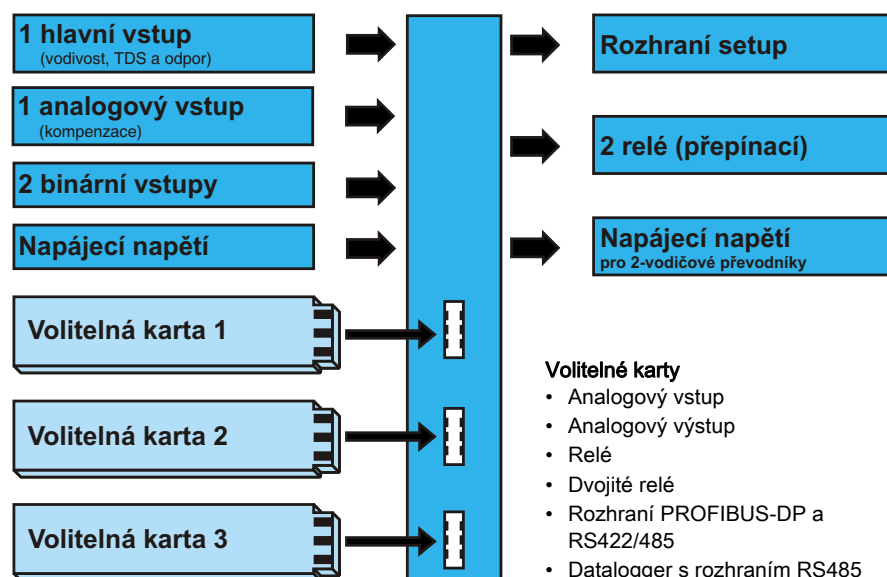 1 hlavní vstup
(vodivost, TDS a odpor)
1 analogový vstup
(kompenzace)
2 binární vstupy
Napájecí napětí
Rozhraní setup
2 relé (přepínací)
Napájecí napětí
pro 2-vodičové převodníky
Volitelná karta 1
Volitelná karta 2
Volitelná karta 3
Volitelné karty
• Analogový vstup
• Analogový výstup
• Relé
• Dvojité relé
• Rozhraní PROFIBUS-DP a
RS422/485
• Datalogger s rozhraním RS485